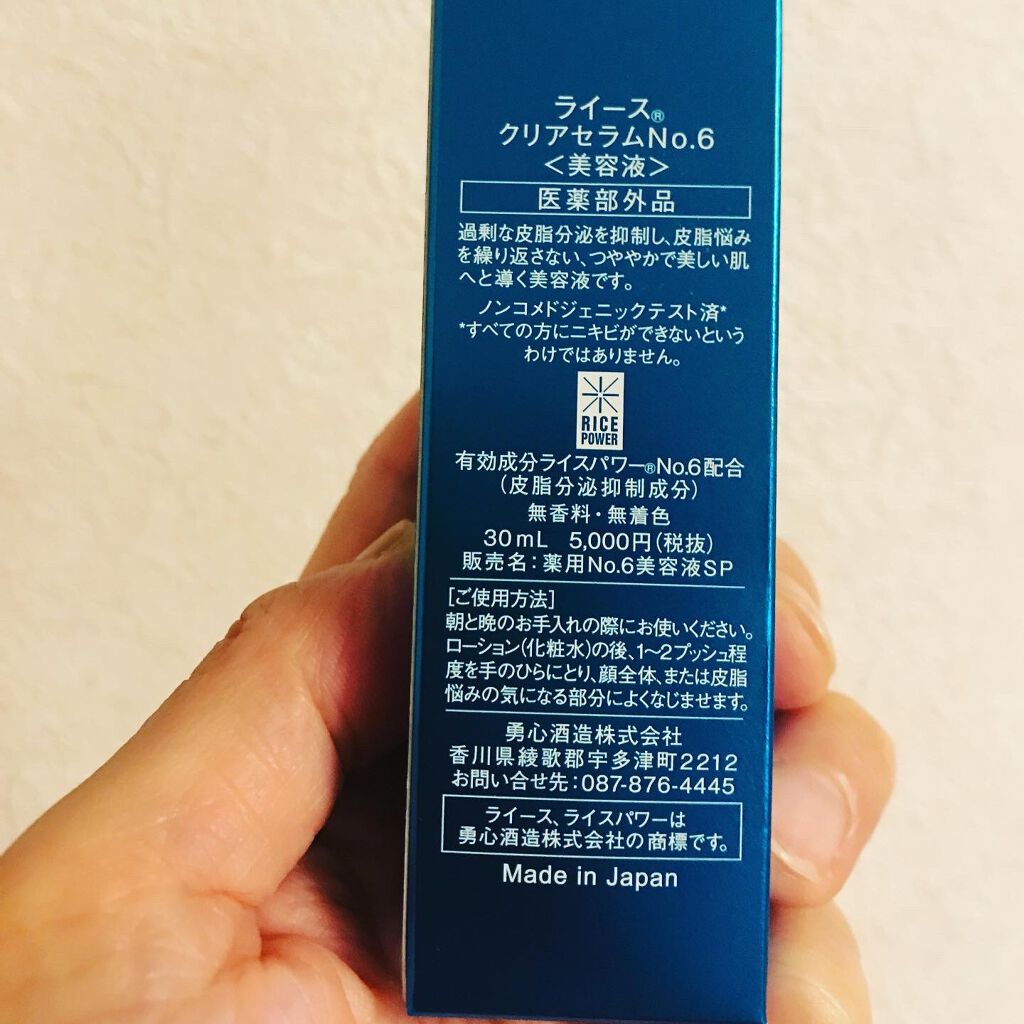 ライース®
クリアセラムNo.6
＜美容液＞
医薬部外品
過剰な皮脂分泌を抑制し、皮脂悩み
を繰り返さない、つややかで美しい肌
へと導く美容液です。
ノンコメドジェニックテスト済*
*すべての方にニキビができないという
わけではありません。
RICE
POWER
有効成分ライスパワー®No.6配合
（皮脂分泌抑制成分）
無香料・無着色
30mL 5,000円（税抜）
販売名：薬用No.6美容液SP
［ご使用方法］
朝と晩のお手入れの際にお使いください。
ローション（化粧水）の後、1〜2プッシュ程
度を手のひらにとり、顔全体、または皮脂
悩みの気になる部分によくなじませます。
勇心酒造株式会社
香川県綾歌郡宇多津町2212
お問い合せ先：087-876-4445
ライース、ライスパワーは
勇心酒造株式会社の商標です。
Made in Japan